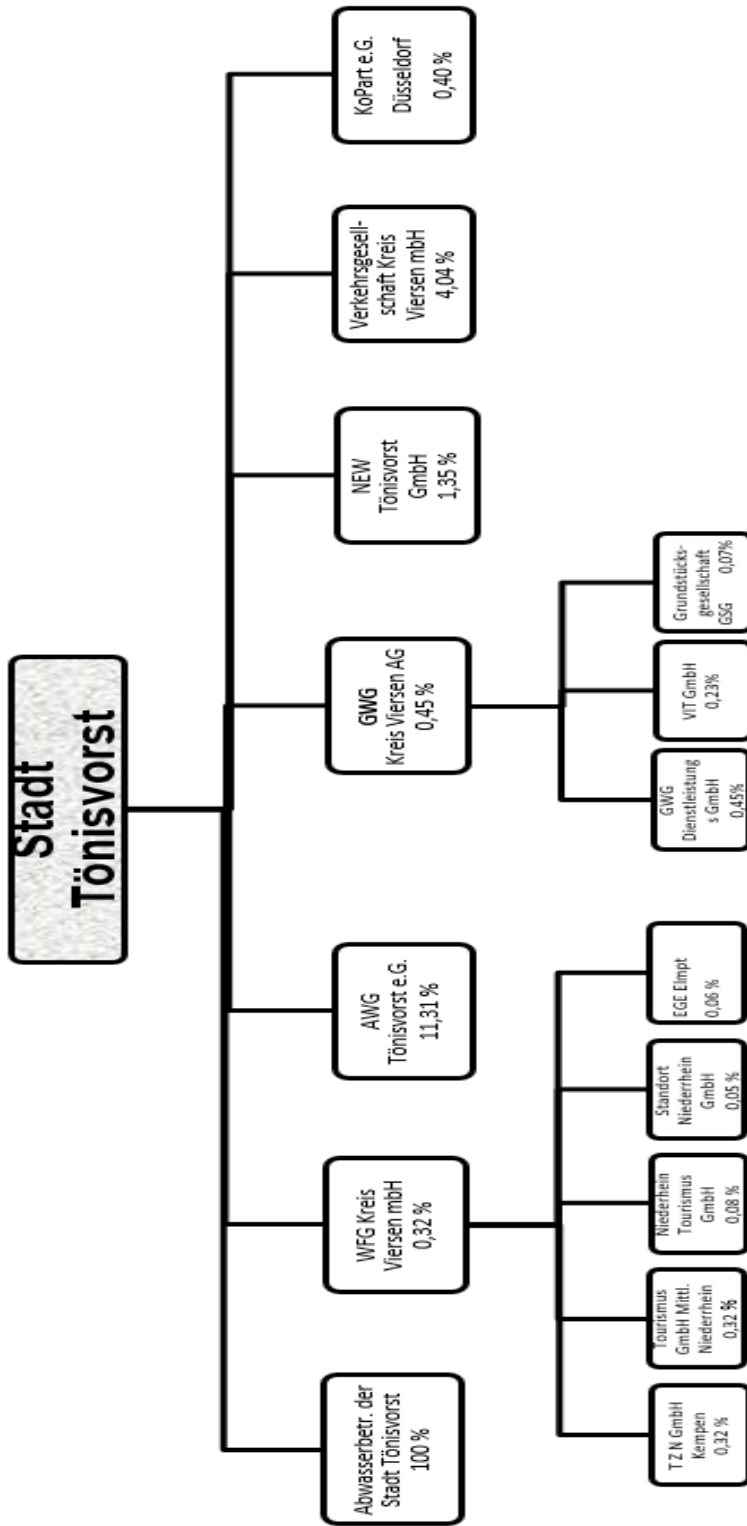 Stadt
Tönisvorst
Abwasserbetr. der
Stadt Tönisvorst
100 %
WFG Kreis
Viersen mbH
0,32 %
AWG
Tönisvorst e.G.
11,31 %
GWG
Kreis Viersen AG
0,45 %
NEW
Tönisvorst
GmbH
1,35 %
Verkehrsgesell-
schaft Kreis
Viersen mbH
4,04 %
KoPart e.G.
Düsseldorf
0,40 %
T Z N GmbH
Kempen
0,32 %
Tourismus
GmbH Mittl.
Niederrhein
0,32 %
Niederhein
Tourismus
GmbH
0,08 %
Standort
Niederrhein
GmbH
0,05 %
EGE Elmpt
0,06 %
GWG
Dienstleistung
s GmbH
0,45%
VIT GmbH
0,23%
Grundstücks-
gesellschaft
GSG 0,07%